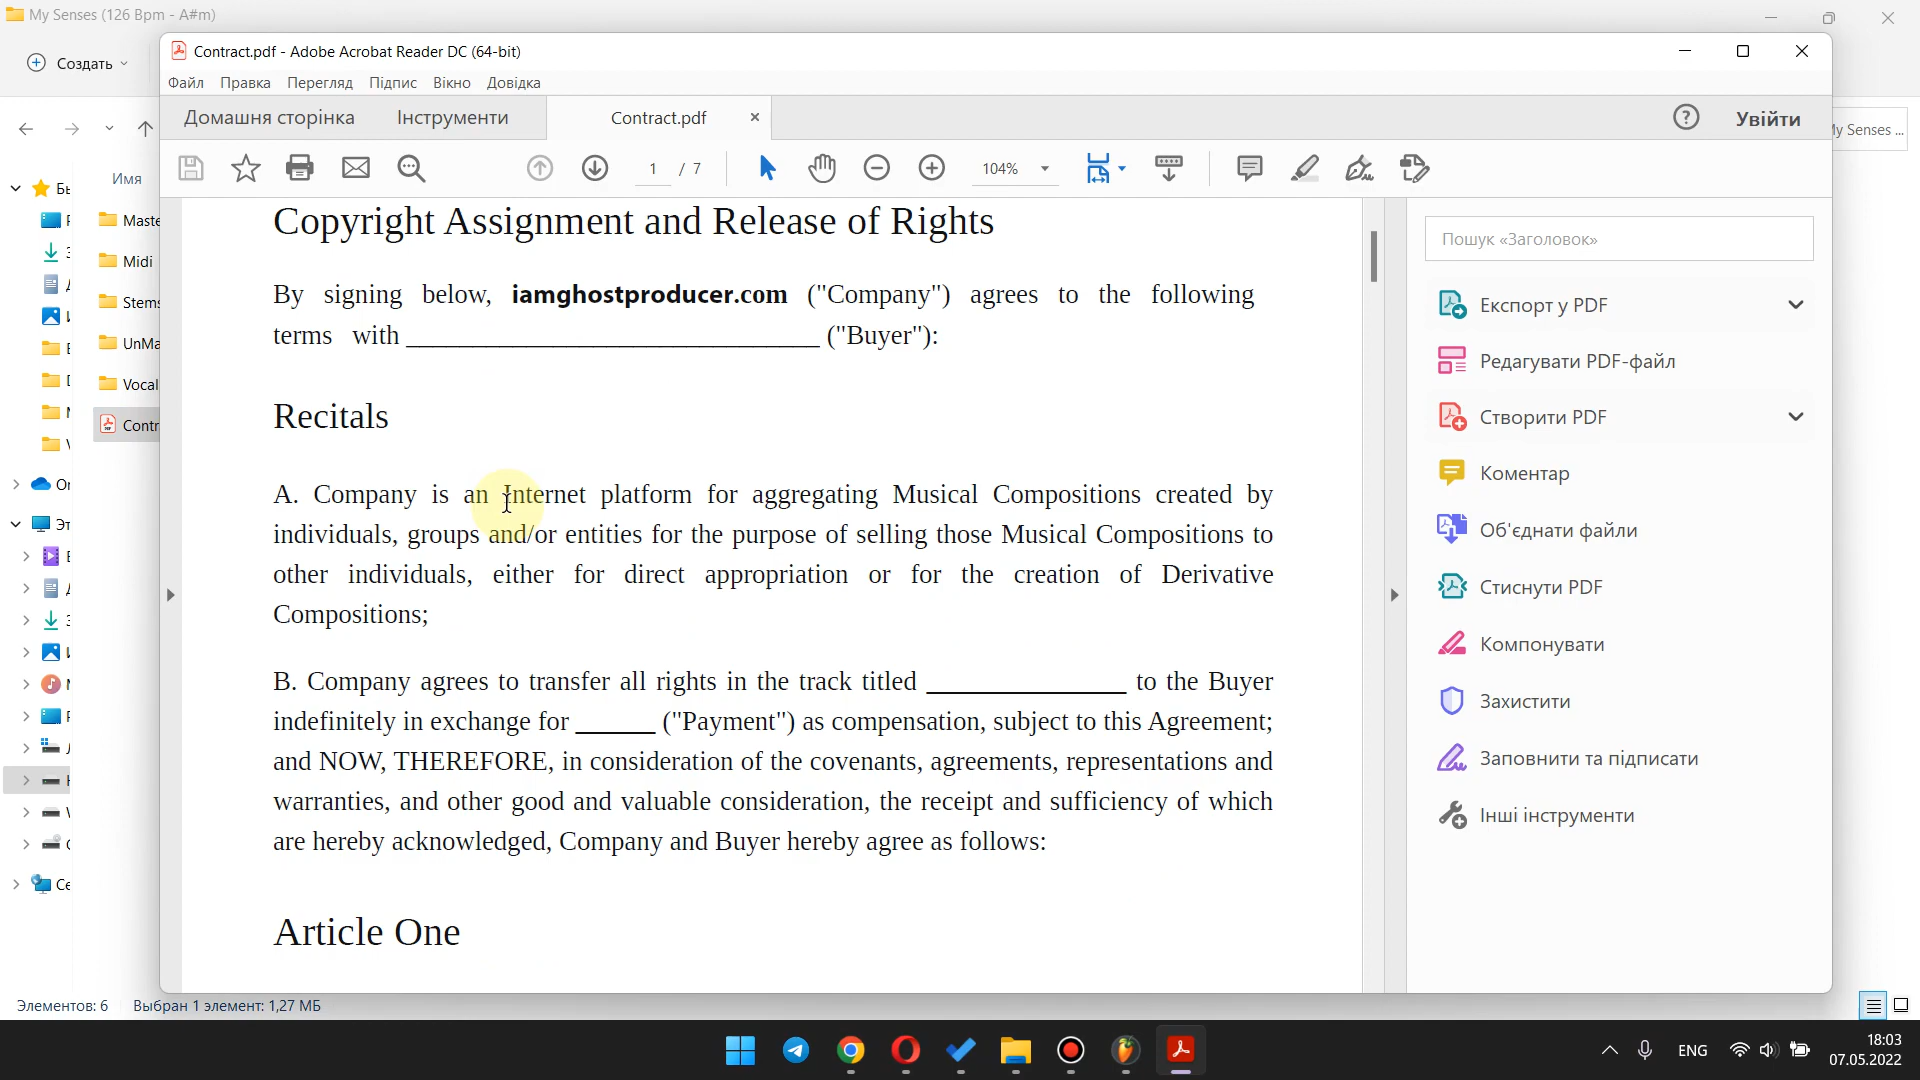 My Senses (126 Bpm - A#m)
Создать
Contract.pdf - Adobe Acrobat Reader DC (64-bit)
Файл Правка Перегляд Підпис Вікно Довідка
Домашня сторінка Інструменти Contract.pdf Увійти
My Senses ...
1 / 7 104%
Имя
Maste
Midi
Stems
UnMa
Vocal
Contr
Copyright Assignment and Release of Rights
By signing below, iamghostproducer.com ("Company") agrees to the following
terms with _______________________________ ("Buyer"):
Recitals
A. Company is an Internet platform for aggregating Musical Compositions created by
individuals, groups and/or entities for the purpose of selling those Musical Compositions to
other individuals, either for direct appropriation or for the creation of Derivative
Compositions;
B. Company agrees to transfer all rights in the track titled _______________ to the Buyer
indefinitely in exchange for ______ ("Payment") as compensation, subject to this Agreement;
and NOW, THEREFORE, in consideration of the covenants, agreements, representations and
warranties, and other good and valuable consideration, the receipt and sufficiency of which
are hereby acknowledged, Company and Buyer hereby agree as follows:
Article One
Пошук «Заголовок»
Експорт у PDF
Редагувати PDF-файл
Створити PDF
Коментар
Об'єднати файли
Стиснути PDF
Компонувати
Захистити
Заповнити та підписати
Інші інструменти
Элементов: 6 Выбран 1 элемент: 1,27 МБ
ENG
18:03
07.05.2022